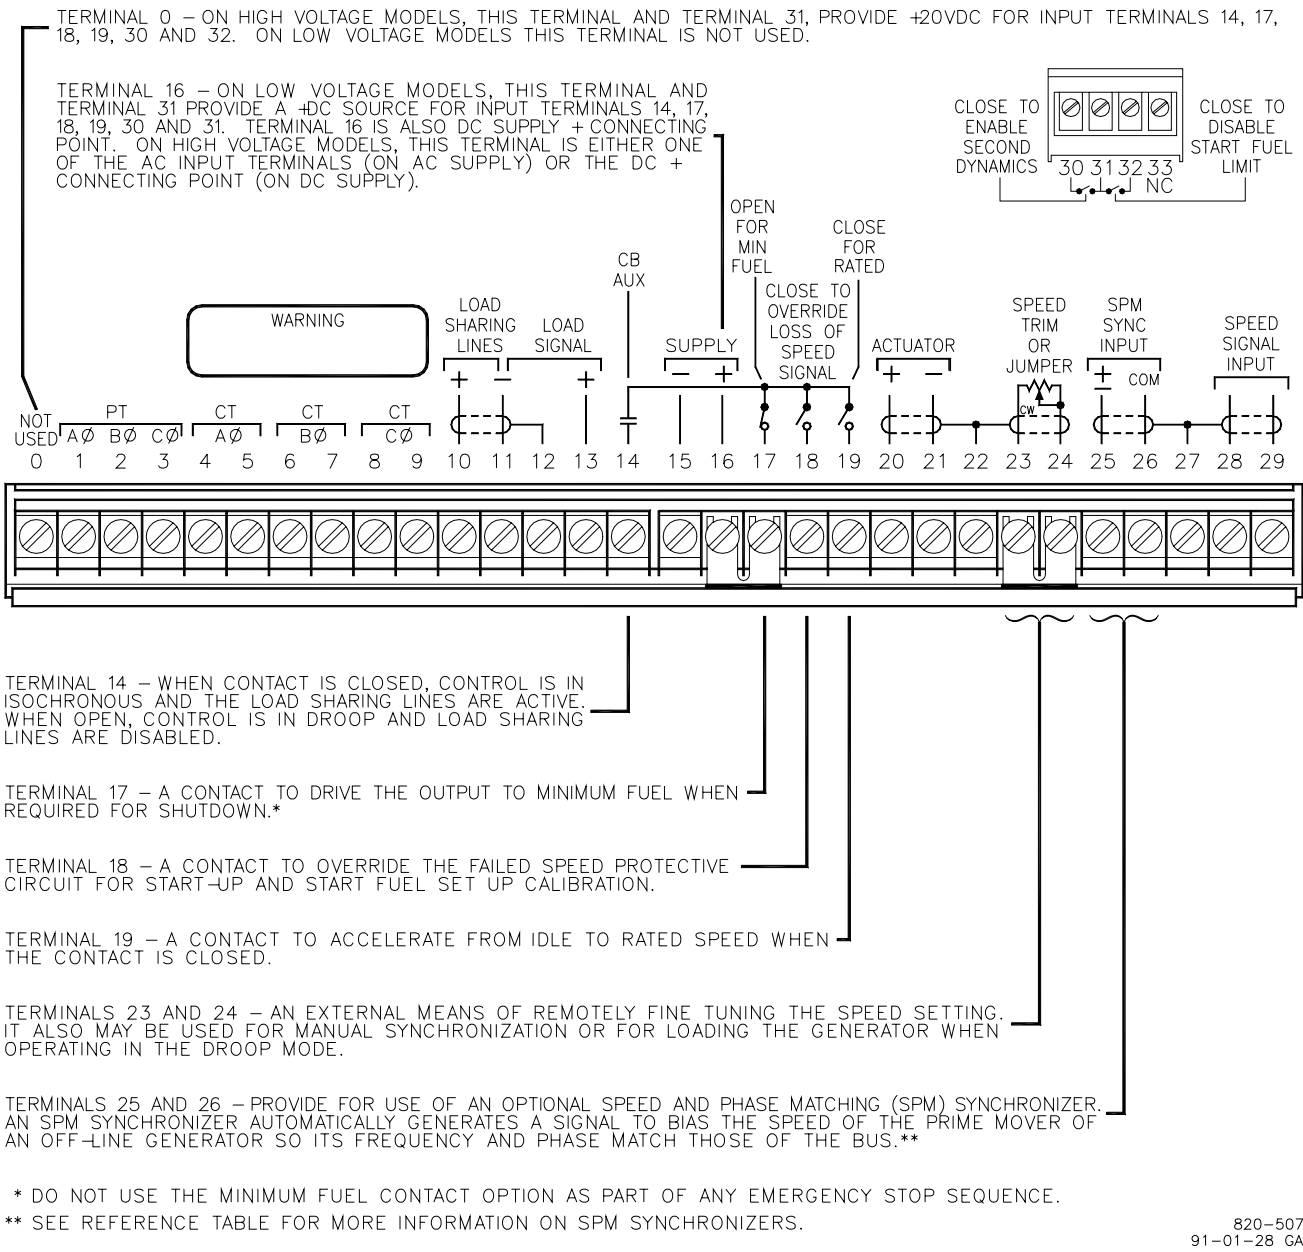 TERMINAL 0 – ON HIGH VOLTAGE MODELS, THIS TERMINAL AND TERMINAL 31, PROVIDE +20VDC FOR INPUT TERMINALS 14, 17,
18, 19, 30 AND 32. ON LOW VOLTAGE MODELS THIS TERMINAL IS NOT USED.
TERMINAL 16 – ON LOW VOLTAGE MODELS, THIS TERMINAL AND
TERMINAL 31 PROVIDE A +DC SOURCE FOR INPUT TERMINALS 14, 17,
18, 19, 30 AND 31. TERMINAL 16 IS ALSO DC SUPPLY + CONNECTING
POINT. ON HIGH VOLTAGE MODELS, THIS TERMINAL IS EITHER ONE
OF THE AC INPUT TERMINALS (ON AC SUPPLY) OR THE DC +
CONNECTING POINT (ON DC SUPPLY).
CLOSE TO
ENABLE
SECOND
DYNAMICS
30 31 32 33
NC
CLOSE TO
DISABLE
START FUEL
LIMIT
NOT
USED
PT
AØ BØ CØ
CT
AØ
CT
BØ
CT
CØ
WARNING
LOAD
SHARING
LINES
+ –
LOAD
SIGNAL
+
CB
AUX
SUPPLY
– +
OPEN
FOR
MIN
FUEL
CLOSE TO
OVERRIDE
LOSS OF
SPEED
SIGNAL
CLOSE
FOR
RATED
ACTUATOR
+ –
SPEED
TRIM
OR
JUMPER
CW
SPM
SYNC
INPUT
+
–
COM
SPEED
SIGNAL
INPUT
0 1 2 3 4 5 6 7 8 9 10 11 12 13 14 15 16 17 18 19 20 21 22 23 24 25 26 27 28 29
TERMINAL 14 – WHEN CONTACT IS CLOSED, CONTROL IS IN
ISOCHRONOUS AND THE LOAD SHARING LINES ARE ACTIVE.
WHEN OPEN, CONTROL IS IN DROOP AND LOAD SHARING
LINES ARE DISABLED.
TERMINAL 17 – A CONTACT TO DRIVE THE OUTPUT TO MINIMUM FUEL WHEN
REQUIRED FOR SHUTDOWN.*
TERMINAL 18 – A CONTACT TO OVERRIDE THE FAILED SPEED PROTECTIVE
CIRCUIT FOR START–UP AND START FUEL SET UP CALIBRATION.
TERMINAL 19 – A CONTACT TO ACCELERATE FROM IDLE TO RATED SPEED WHEN
THE CONTACT IS CLOSED.
TERMINALS 23 AND 24 – AN EXTERNAL MEANS OF REMOTELY FINE TUNING THE SPEED SETTING.
IT ALSO MAY BE USED FOR MANUAL SYNCHRONIZATION OR FOR LOADING THE GENERATOR WHEN
OPERATING IN THE DROOP MODE.
TERMINALS 25 AND 26 – PROVIDE FOR USE OF AN OPTIONAL SPEED AND PHASE MATCHING (SPM) SYNCHRONIZER.
AN SPM SYNCHRONIZER AUTOMATICALLY GENERATES A SIGNAL TO BIAS THE SPEED OF THE PRIME MOVER OF
AN OFF–LINE GENERATOR SO ITS FREQUENCY AND PHASE MATCH THOSE OF THE BUS.**
* DO NOT USE THE MINIMUM FUEL CONTACT OPTION AS PART OF ANY EMERGENCY STOP SEQUENCE.
** SEE REFERENCE TABLE FOR MORE INFORMATION ON SPM SYNCHRONIZERS.
820–507
91–01–28 GA